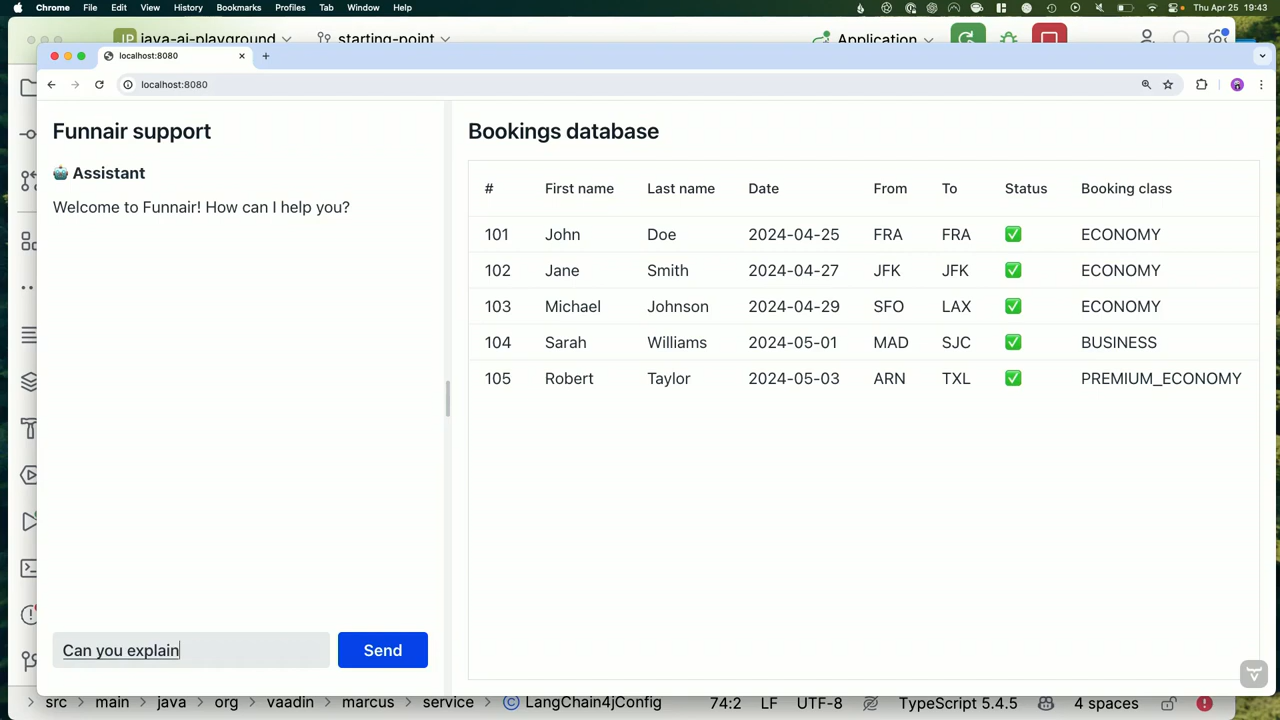 Chrome File Edit View History Bookmarks Profiles Tab Window Help Thu Apr 25 19:43
JP java-ai-playground starting-point Application
localhost:8080
localhost:8080
Funnair support
Assistant
Welcome to Funnair! How can I help you?
Can you explain
Send
Bookings database
# First name Last name Date From To Status Booking class
101 John Doe 2024-04-25 FRA FRA ✅ ECONOMY
102 Jane Smith 2024-04-27 JFK JFK ✅ ECONOMY
103 Michael Johnson 2024-04-29 SFO LAX ✅ ECONOMY
104 Sarah Williams 2024-05-01 MAD SJC ✅ BUSINESS
105 Robert Taylor 2024-05-03 ARN TXL ✅ PREMIUM_ECONOMY
src main java org vaadin marcus service LangChain4jConfig 74:2 LF UTF-8 TypeScript 5.4.5 4 spaces